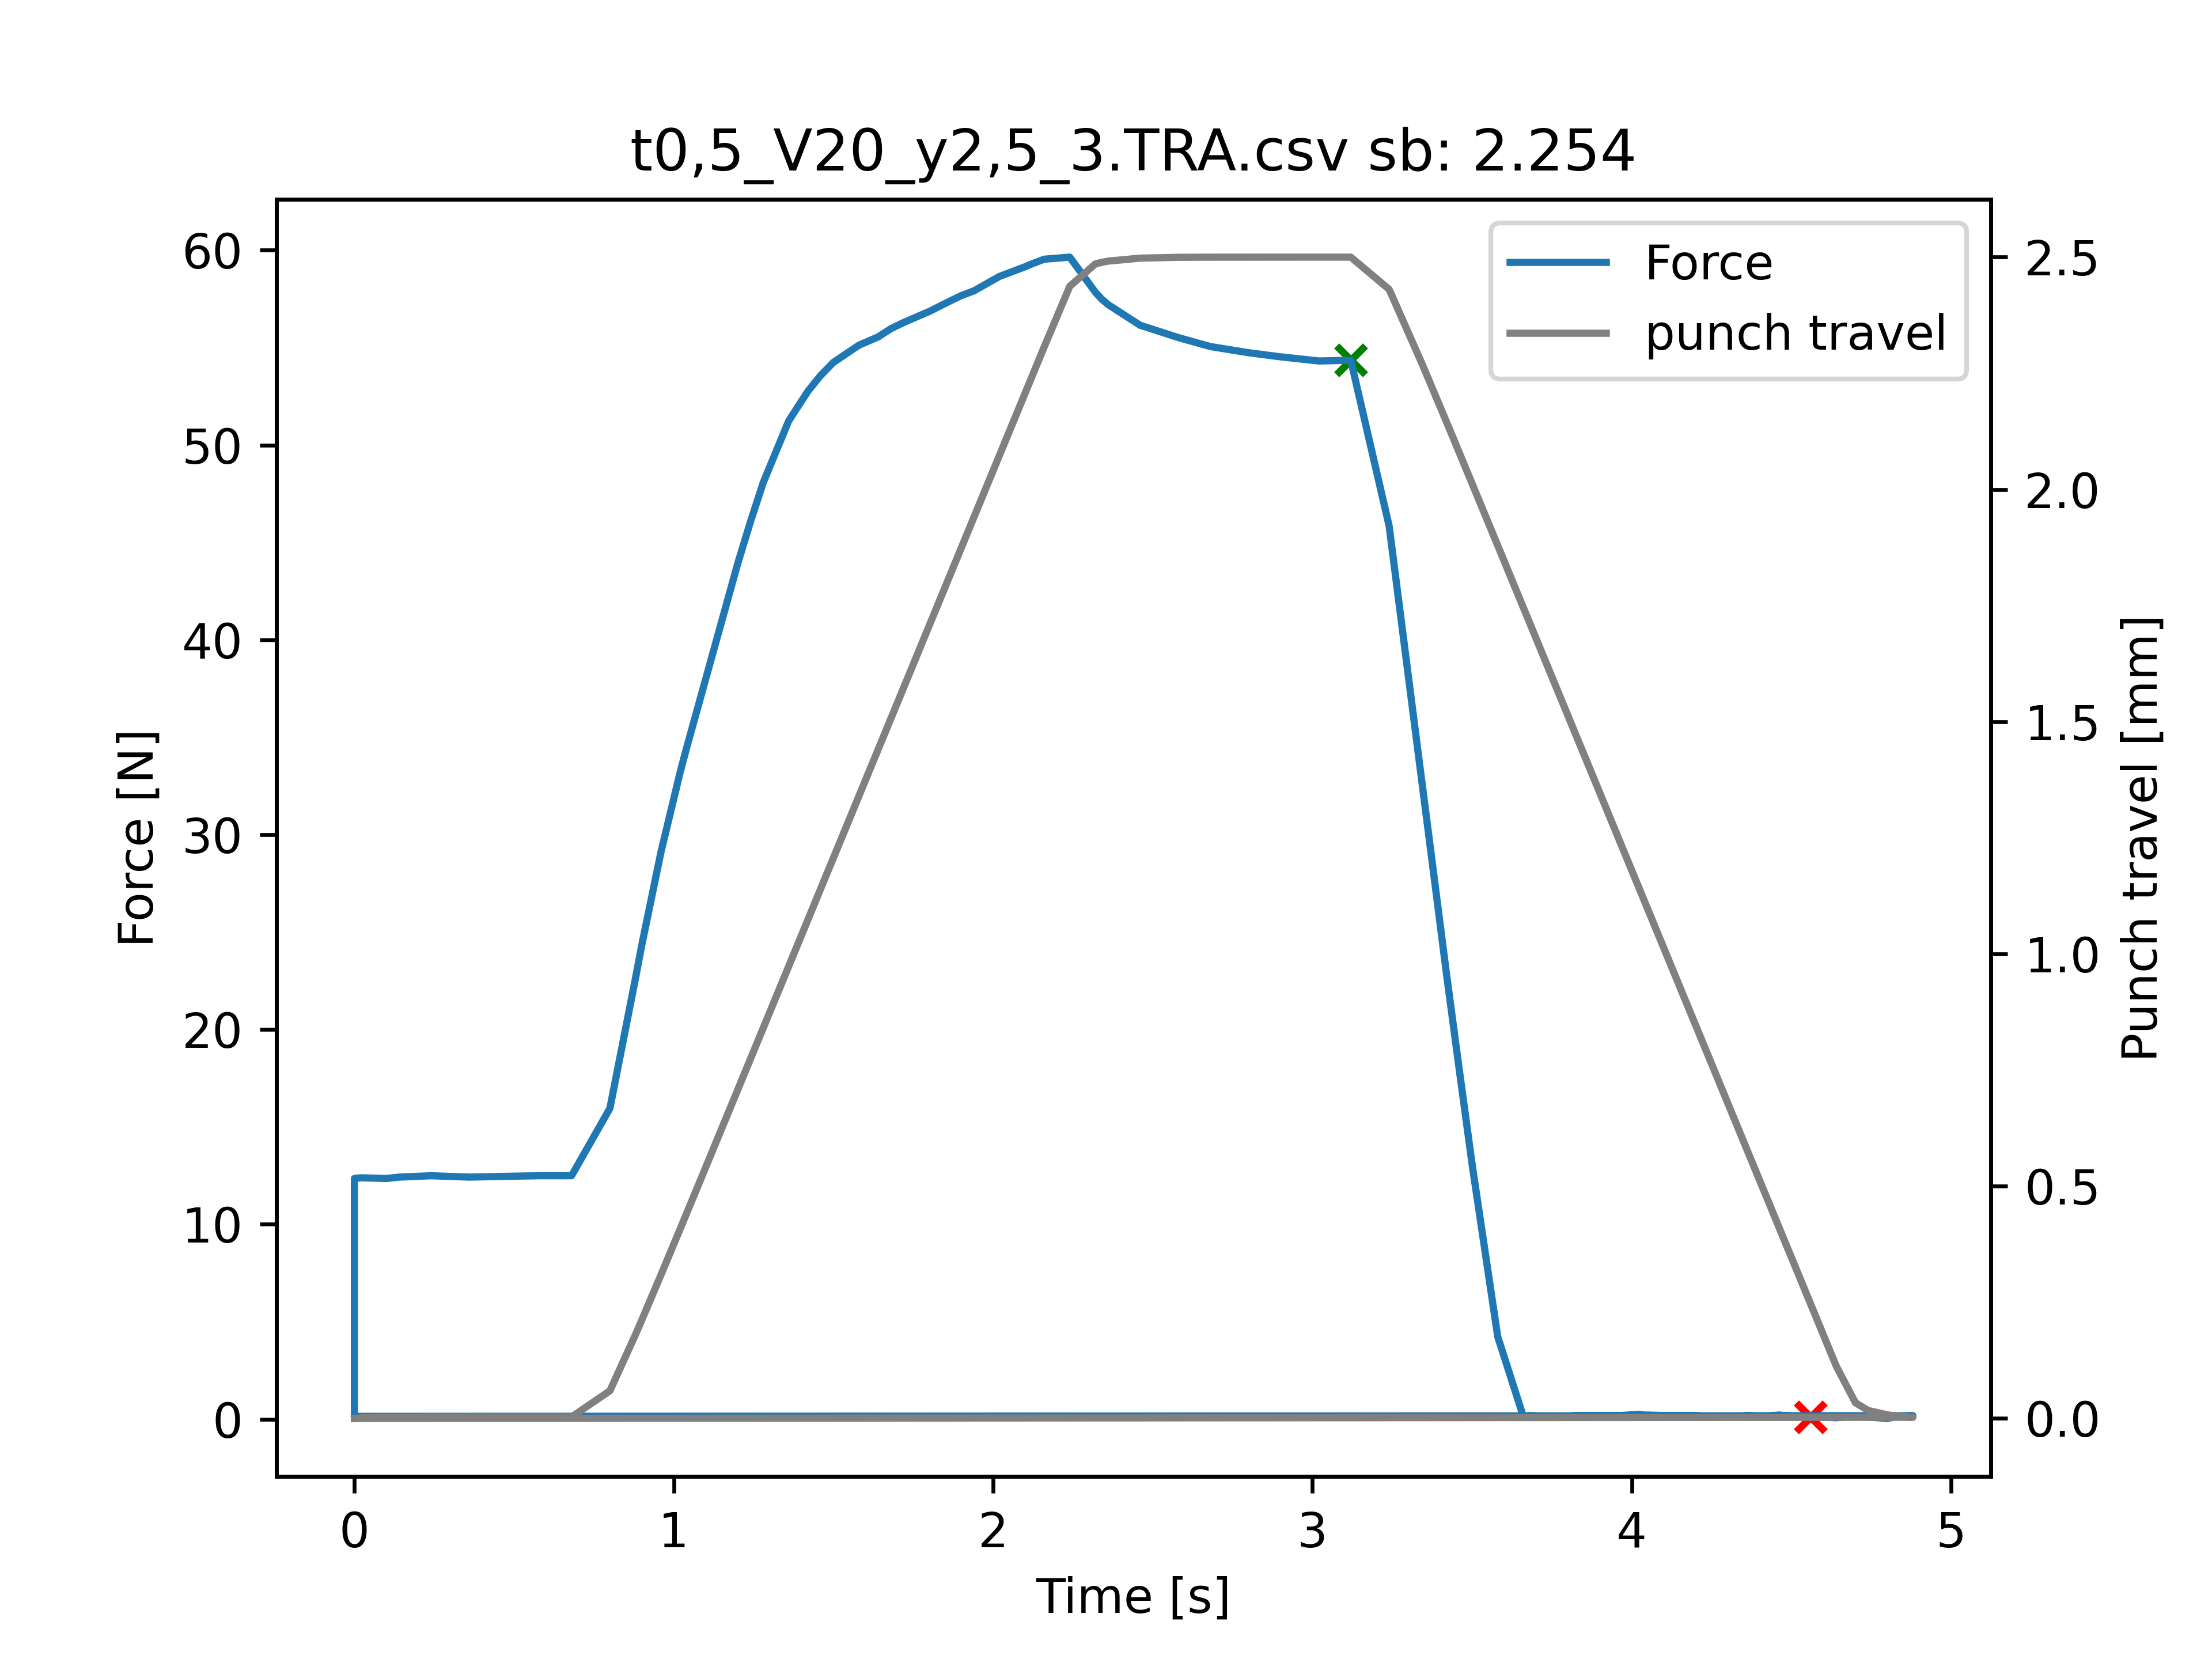 t0,5_V20_y2,5_3.TRA.csv sb: 2.254
Force
punch travel
60
50
40
30
20
10
0
Force [N]
2.5
2.0
1.5
1.0
0.5
0.0
Punch travel [mm]
0 1 2 3 4 5
Time [s]